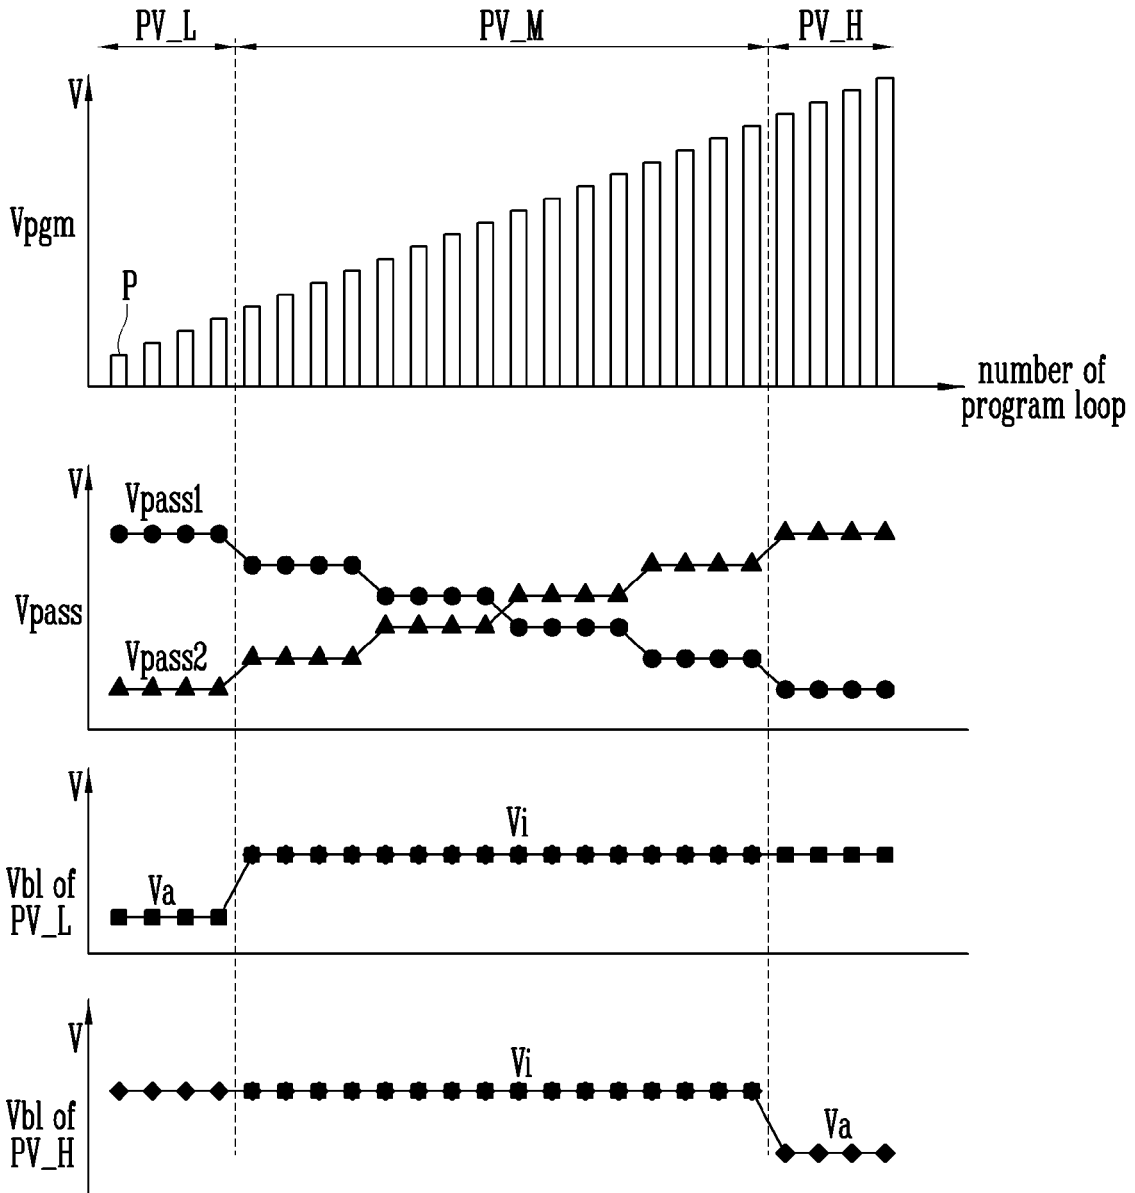 PV_L PV_M PV_H
V
Vpgm
P
number of
program loop
V
Vpass1
Vpass
Vpass2
V
Vi
Vbl of
PV_L
Va
V
Vi
Vbl of
PV_H
Va